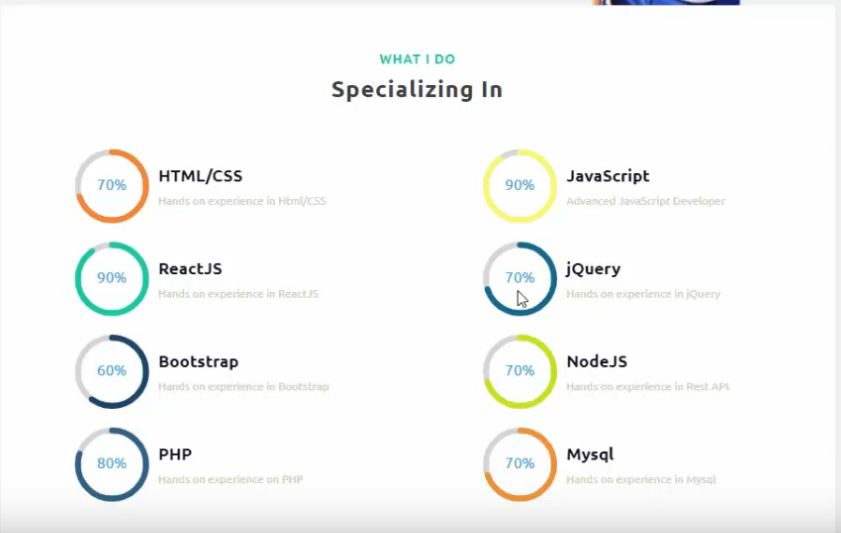 WHAT I DO
Specializing In
70%
HTML/CSS
Hands on experience in Html/CSS
90%
JavaScript
Advanced JavaScript Developer
90%
ReactJS
Hands on experience in ReactJS
70%
jQuery
Hands on experience in jQuery
60%
Bootstrap
Hands on experience in Bootstrap
70%
NodeJS
Hands on experience in Rest API.
80%
PHP
Hands on experience on PHP
70%
Mysql
Hands on experience in Mysql